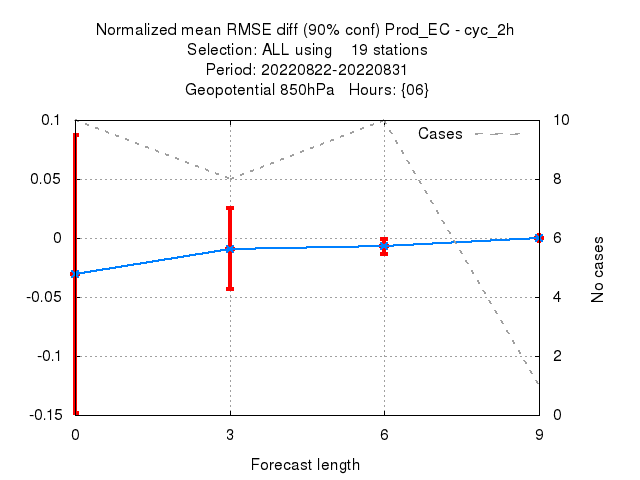 Normalized mean RMSE diff (90% conf) Prod_EC - cyc_2h
Selection: ALL using    19 stations
Period: 20220822-20220831
Geopotential 850hPa   Hours: {06}
Cases
0.1
0.05
0
-0.05
-0.1
-0.15
10
8
6
4
2
0
No cases
0
3
6
9
Forecast length